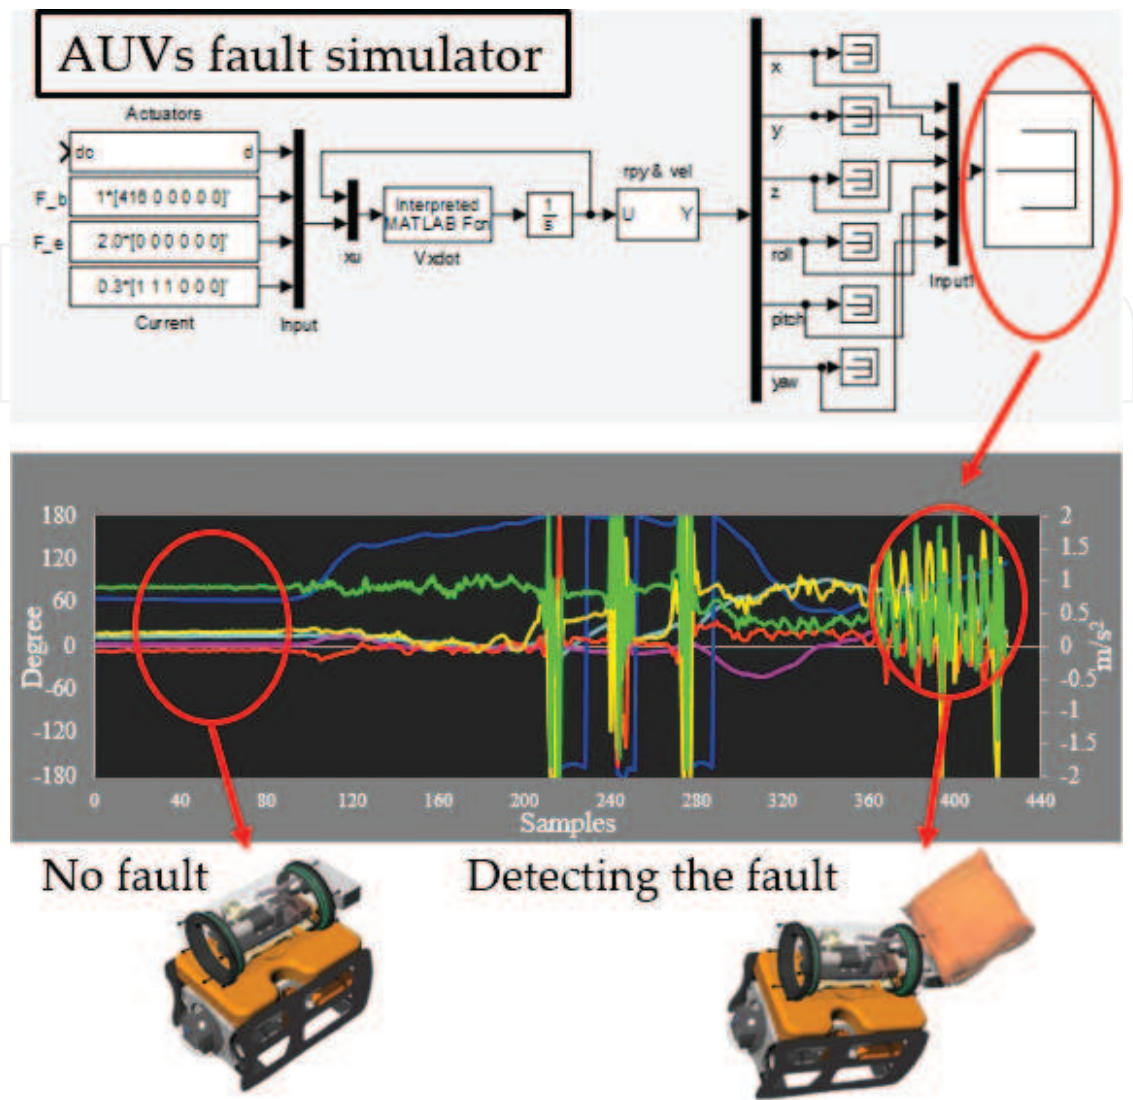 AUVs fault simulator
Actuators
dc d
F_b 1*[416 0 0 0 0 0]'
F_e 2.0*[0 0 0 0 0 0]'
0.3*[1 1 1 0 0 0]'
Current
Input
xu
Interpreted
MATLAB Fcn
Vxdot
1
s
rpy & vel
U Y
x
y
z
roll
pitch
yaw
Input1
180
120
60
0
-60
-120
-180
Degree
2
1.5
1
0.5
0
-0.5
-1
-1.5
-2
m/s²
0 40 80 120 160 200 240 280 320 360 400 440
Samples
No fault
Detecting the fault